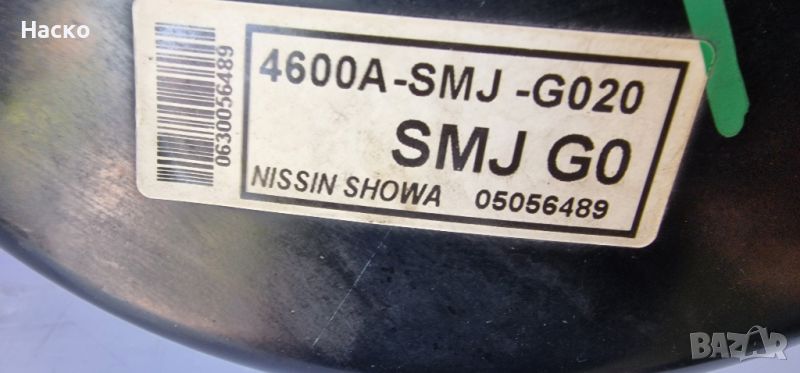 Наско
0630056489
4600A-SMJ -G020
SMJ G0
NISSIN SHOWA 05056489
BAZAR